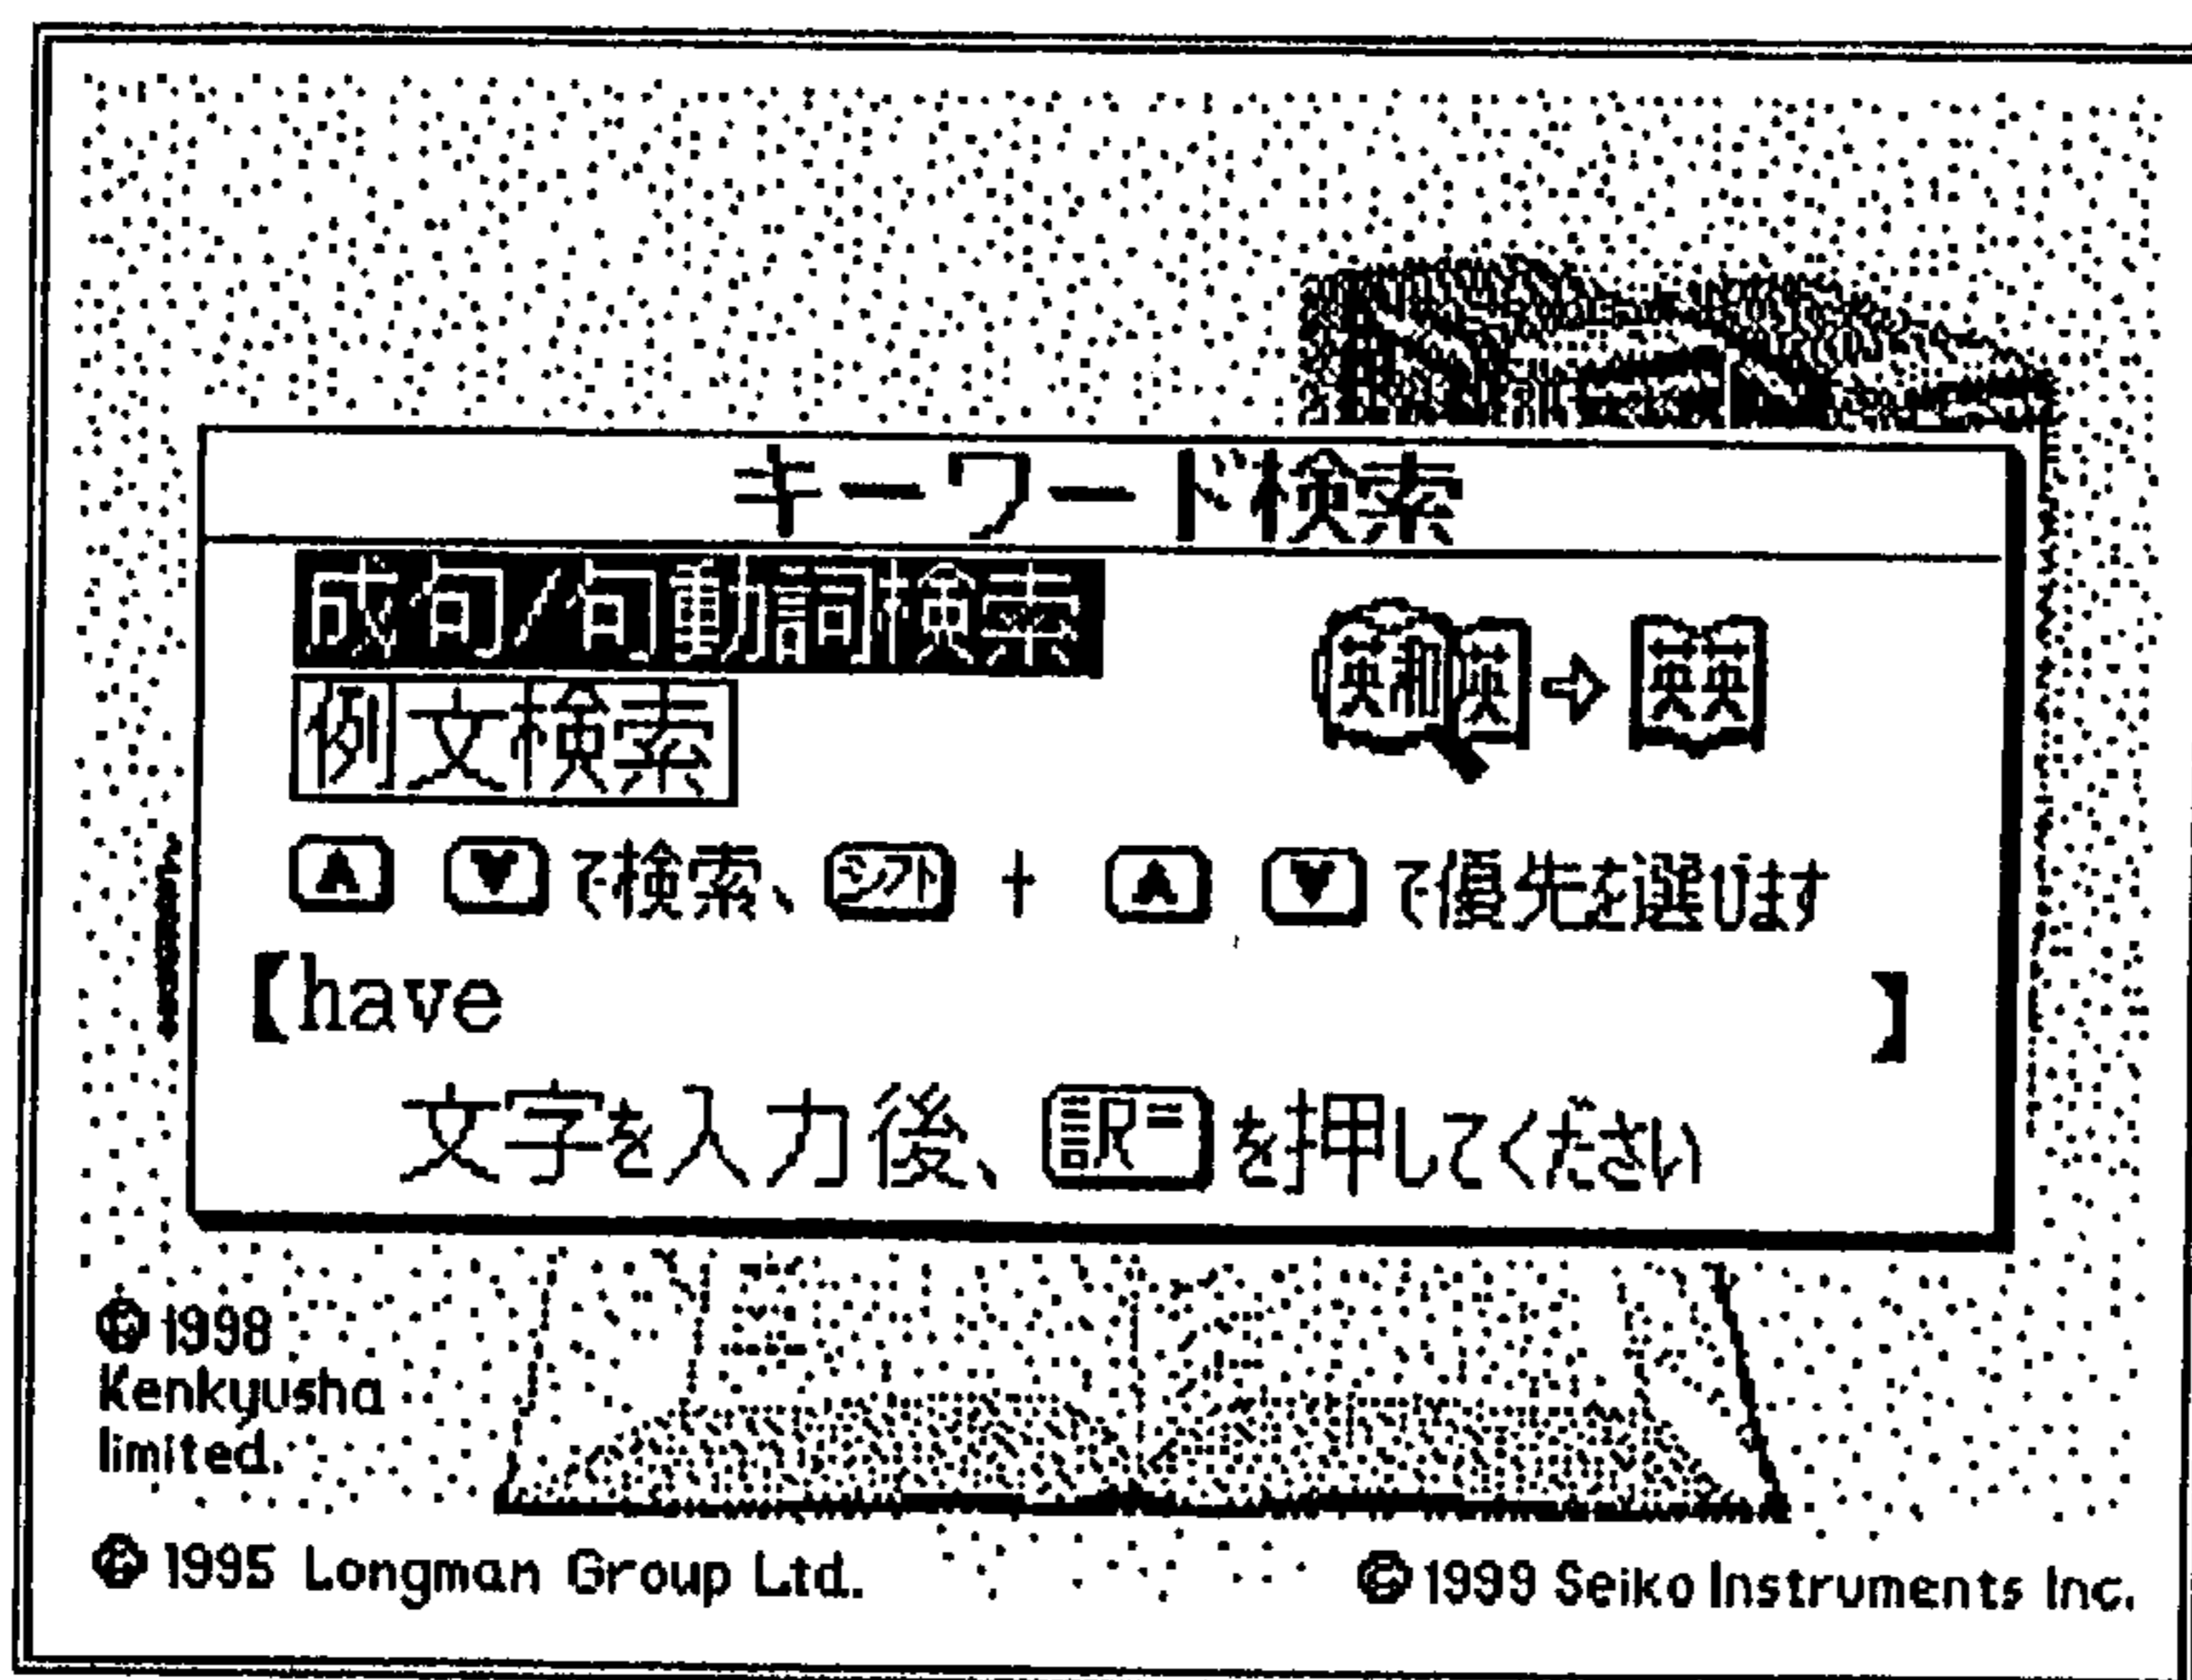 キーワード検索
成句/句動詞検索
例文検索
英和英⇨英英
▲ ▼で検索、シフト + ▲ ▼で優先を選びます
【have 】
文字を入力後、訳=を押してください
©1998
Kenkyusha
limited.
©1995 Longman Group Ltd.
©1999 Seiko Instruments Inc.